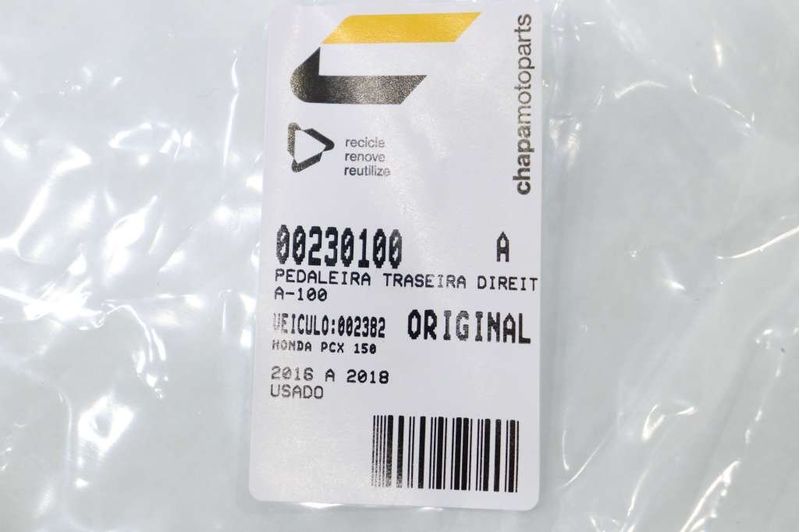 chapamotoparts
recicle
renove
reutilize
00230100 A
PEDALEIRA TRASEIRA DIREIT
A-100
VEICULO:002382 ORIGINAL
HONDA PCX 150
2016 A 2018
USADO